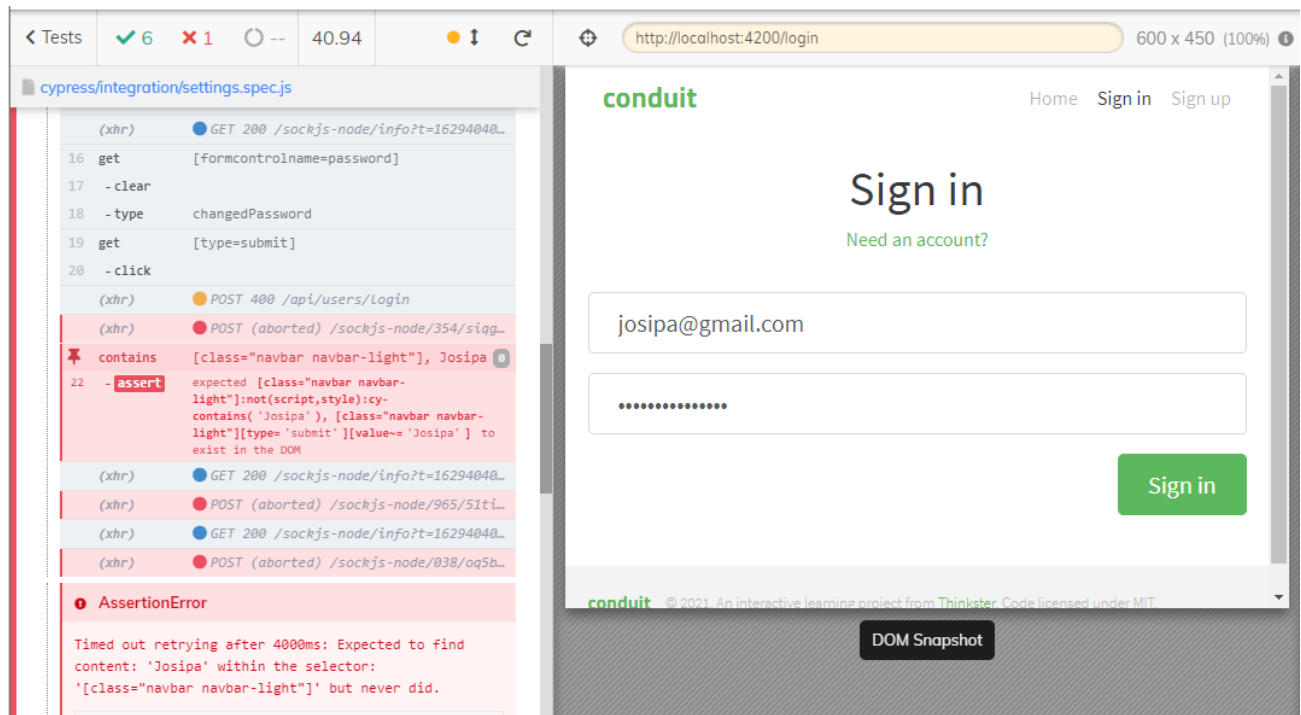 Tests 6 1 -- 40.94
http://localhost:4200/login 600 x 450 (100%)
cypress/integration/settings.spec.js
(xhr) GET 200 /sockjs-node/info?t=16294040…
16 get [formcontrolname=password]
17 - clear
18 - type changedPassword
19 get [type=submit]
20 - click
(xhr) POST 400 /api/users/login
(xhr) POST (aborted) /sockjs-node/354/siqg…
contains [class="navbar navbar-light"], Josipa 0
22 - assert expected [class="navbar navbar-
light"]:not(script,style):cy-
contains( 'Josipa' ), [class="navbar navbar-
light"][type= 'submit' ][value~= 'Josipa' ] to
exist in the DOM
(xhr) GET 200 /sockjs-node/info?t=16294040…
(xhr) POST (aborted) /sockjs-node/965/51ti…
(xhr) GET 200 /sockjs-node/info?t=16294040…
(xhr) POST (aborted) /sockjs-node/038/oq5b…
AssertionError
Timed out retrying after 4000ms: Expected to find
content: 'Josipa' within the selector:
'[class="navbar navbar-light"]' but never did.
conduit Home Sign in Sign up
Sign in
Need an account?
josipa@gmail.com
•••••••••••••••
Sign in
conduit © 2021. An interactive learning project from Thinkster. Code licensed under MIT.
DOM Snapshot